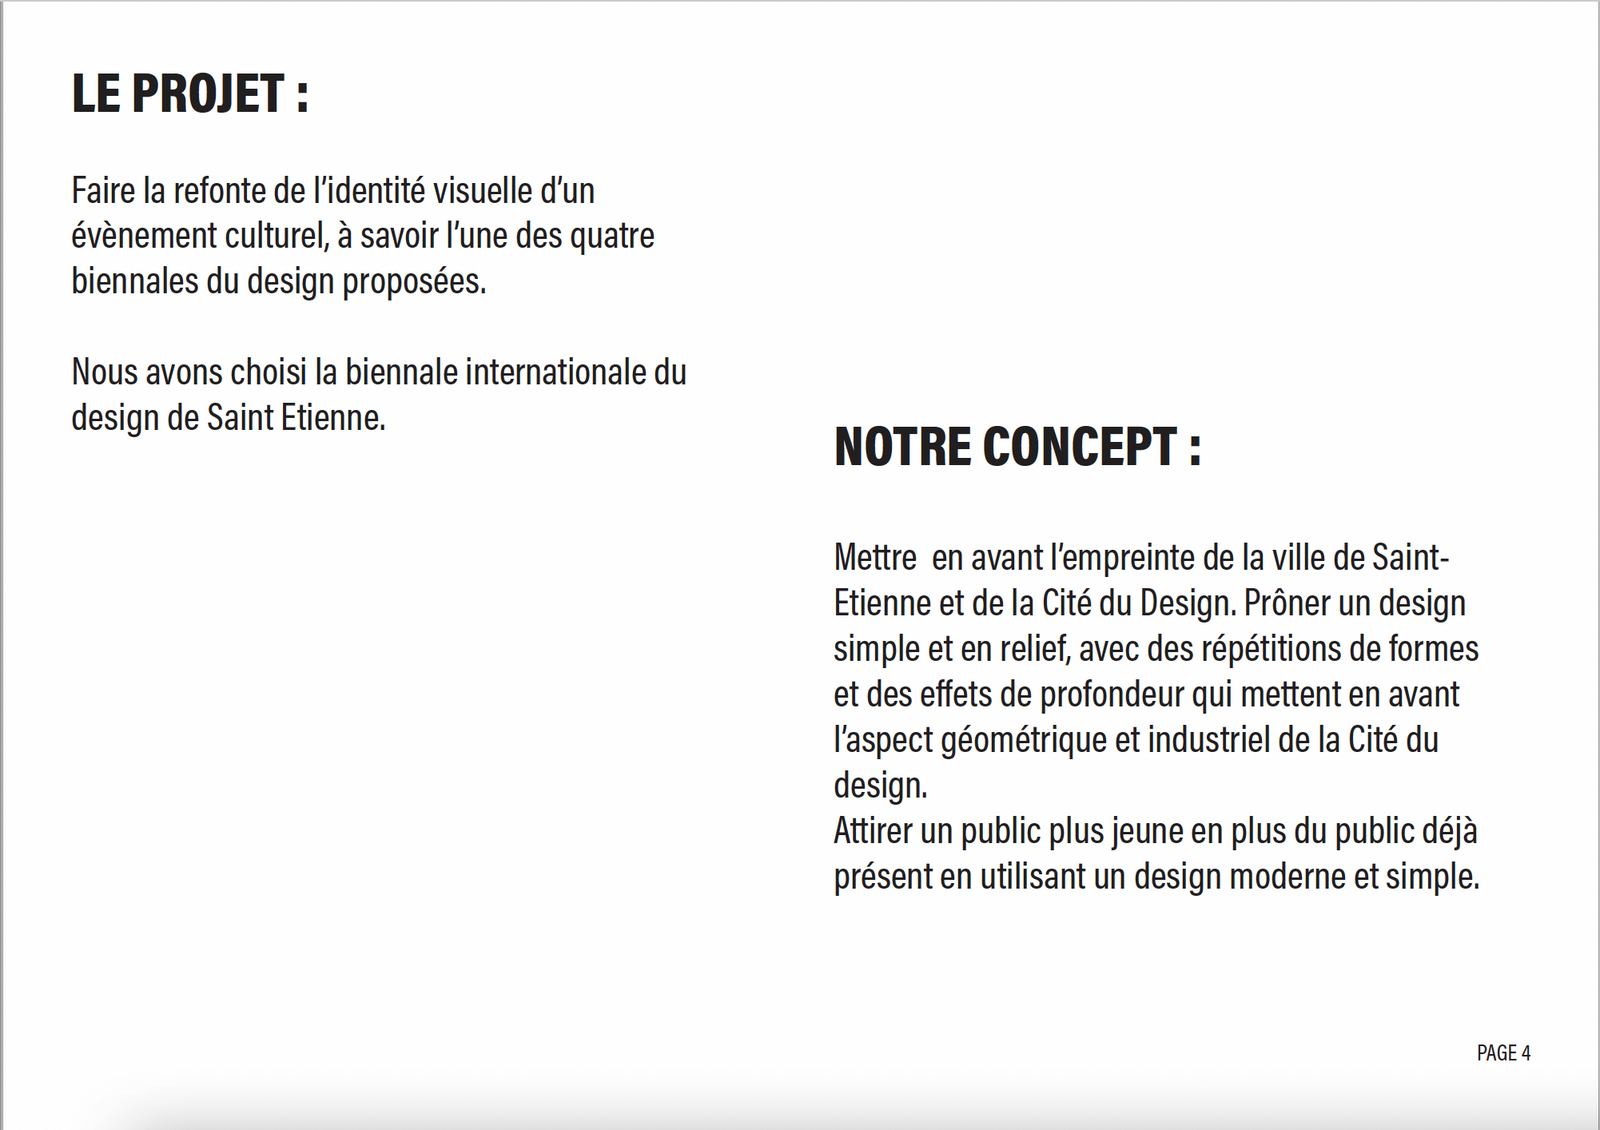 LE PROJET :
Faire la refonte de l’identité visuelle d’un
évènement culturel, à savoir l’une des quatre
biennales du design proposées.
Nous avons choisi la biennale internationale du
design de Saint Etienne.
NOTRE CONCEPT :
Mettre  en avant l’empreinte de la ville de Saint-
Etienne et de la Cité du Design. Prôner un design
simple et en relief, avec des répétitions de formes
et des effets de profondeur qui mettent en avant
l’aspect géométrique et industriel de la Cité du
design.
Attirer un public plus jeune en plus du public déjà
présent en utilisant un design moderne et simple.
PAGE 4